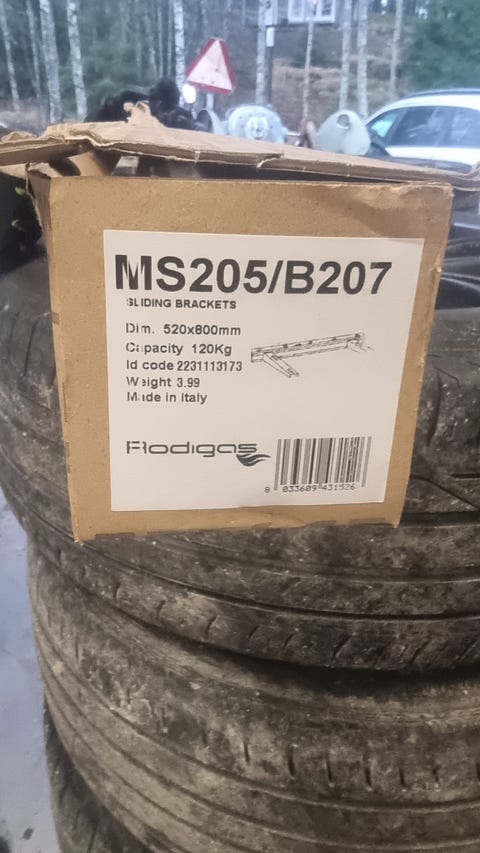 MS205/B207
SLIDING BRACKETS
Dim. 520x800mm
Capacity 120Kg
Id code 2231113173
Weight 3.99
Made in Italy
Rodigas
8 033609 431526